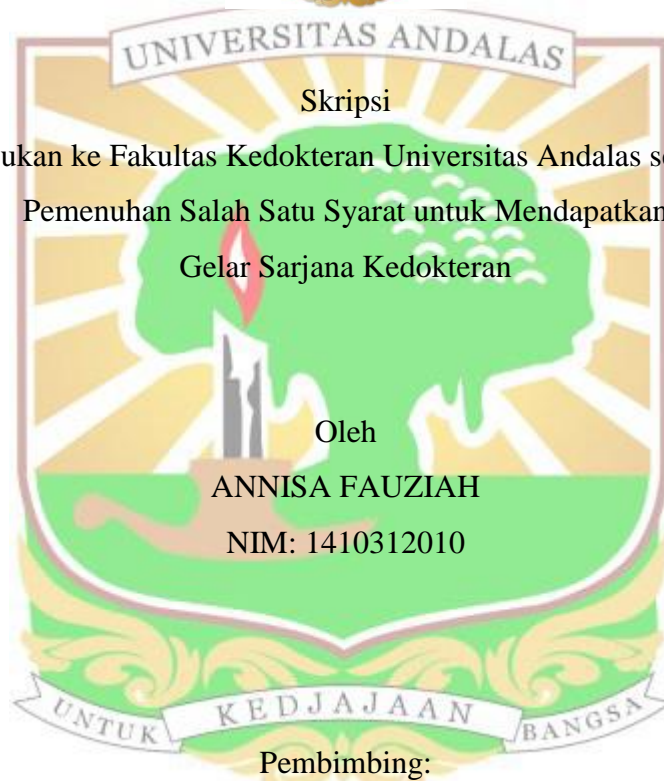 UNIVERSITAS ANDALAS
Skripsi
ukan ke Fakultas Kedokteran Universitas Andalas se
Pemenuhan Salah Satu Syarat untuk Mendapatkan
Gelar Sarjana Kedokteran
Oleh
ANNISA FAUZIAH
NIM: 1410312010
UNTUK KEDJAJAAN BANGSA
Pembimbing: